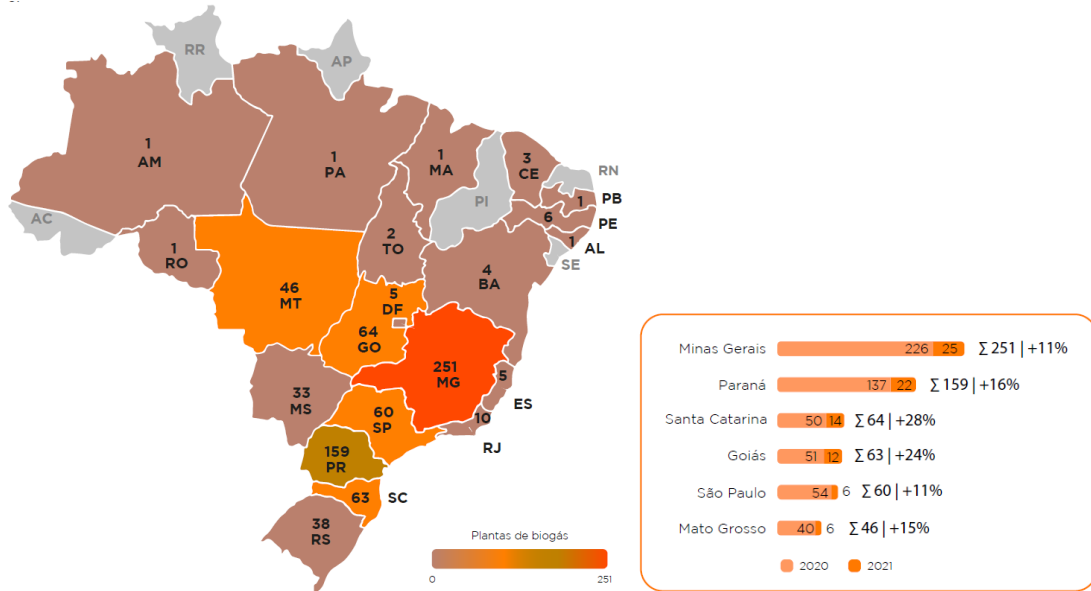 RR
AP
1
AM
1
PA
1
MA
3
CE
RN
1
PB
6
PE
1
AL
SE
PI
AC
1
RO
2
TO
4
BA
46
MT
5
DF
64
GO
251
MG
5
ES
33
MS
60
SP
10
RJ
159
PR
63
SC
38
RS
Plantas de biogás
0
251
Minas Gerais 226 25 Σ 251 | +11%
Paraná 137 22 Σ 159 | +16%
Santa Catarina 50 14 Σ 64 | +28%
Goiás 51 12 Σ 63 | +24%
São Paulo 54 6 Σ 60 | +11%
Mato Grosso 40 6 Σ 46 | +15%
2020 2021